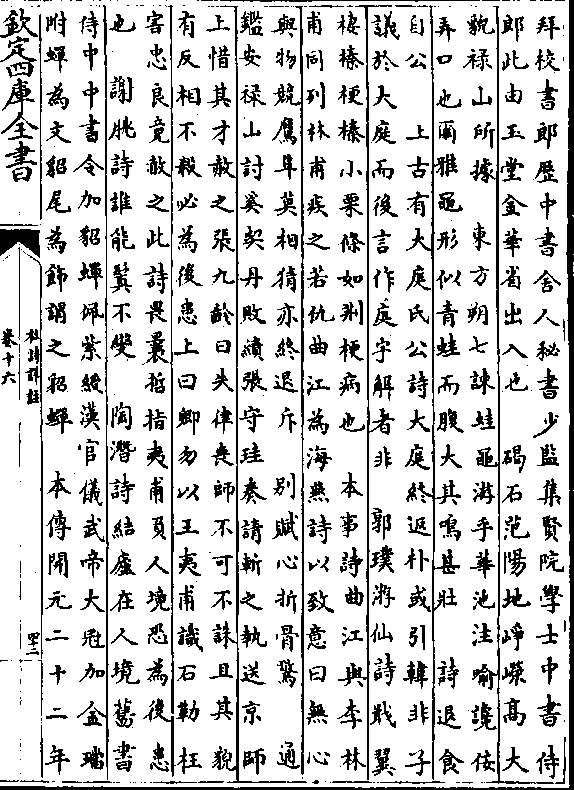 拜校書郎歷中書舍人秘書少監集賢院學士中書侍
郎此由玉堂金華省出入也　碣石范陽地崢嶸高大
貌禄山所據　東方朔七諫蛙黽游乎華池注喻讒佞
弄口也爾雅黽形似青蛙而腹大其鳴甚壯　詩退食
自公　上古有大庭氏公詩大庭終返朴或引韓非子
議於大庭而後言作庭字解者非　郭璞游仙詩戢翼
棲榛梗榛小栗條如荆梗病也　本事詩曲江與李林
甫同列林甫疾之若仇曲江為海燕詩以致意曰無心
與物競鷹隼莫相猜亦終退斥　别賦心折骨驚　通
鑑安禄山討奚契丹敗績張守珪奏請斬之執送京師
上惜其才赦之張九齡曰失律喪師不可不誅且其貌
有反相不殺必為後患上曰卿勿以王夷甫識石勒枉
害忠良竟赦之此詩畏曩哲指夷甫負人境恐為後患
也　謝朓詩誰能鬒不變　陶潛詩結廬在人境舊書
侍中中書令加貂蟬佩紫綬漢官儀武帝大冠加金璫
附蟬為文貂尾為飾謂之貂蟬　本傳開元二十二年
欽定四庫全書
杜詩詳註
卷十六
四二